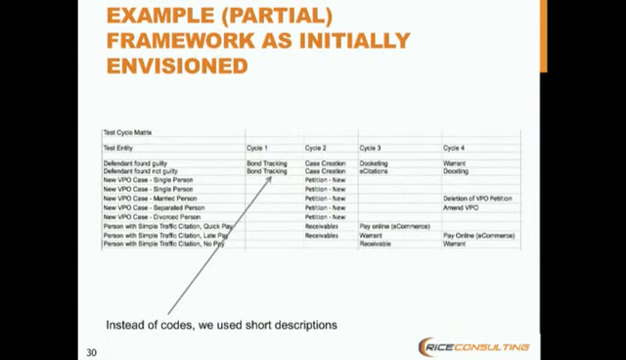 EXAMPLE (PARTIAL)
FRAMEWORK AS INITIALLY
ENVISIONED
Test Cycle Matrix
Test Entity Cycle 1 Cycle 2 Cycle 3 Cycle 4
Defendant found guilty Bond Tracking Case Creation Docketing Warrant
Defendant found not guilty Bond Tracking Case Creation eCitations Doceting
New VPO Case - Single Person Petition - New
New VPO Case - Single Person Petition - New
New VPO Case - Married Person Petition - New Deletion of VPO Petition
New VPO Case - Separated Person Petition - New Amend VPO
New VPO Case - Divorced Person Petition - New
Person with Simple Traffic Citation, Quick Pay Receivables Pay online (eCommerce)
Person with Simple Traffic Citation, Late Pay Receivables Warrant Pay Online (eCommerce)
Person with Simple Traffic Citation, No Pay Receivable Warrant
Instead of codes, we used short descriptions
30
RICECONSULTING